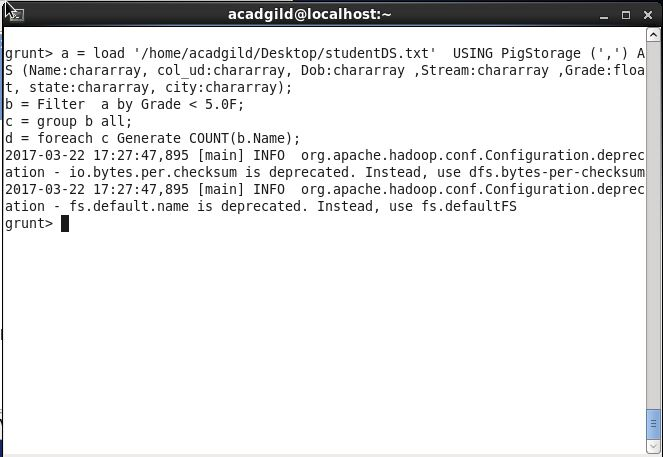 acadgild@localhost:~
grunt> a = load '/home/acadgild/Desktop/studentDS.txt'  USING PigStorage (',') A
S (Name:chararray, col_ud:chararray, Dob:chararray ,Stream:chararray ,Grade:floa
t, state:chararray, city:chararray);
b = Filter  a by Grade < 5.0F;
c = group b all;
d = foreach c Generate COUNT(b.Name);
2017-03-22 17:27:47,895 [main] INFO  org.apache.hadoop.conf.Configuration.deprec
ation - io.bytes.per.checksum is deprecated. Instead, use dfs.bytes-per-checksum
2017-03-22 17:27:47,895 [main] INFO  org.apache.hadoop.conf.Configuration.deprec
ation - fs.default.name is deprecated. Instead, use fs.defaultFS
grunt>